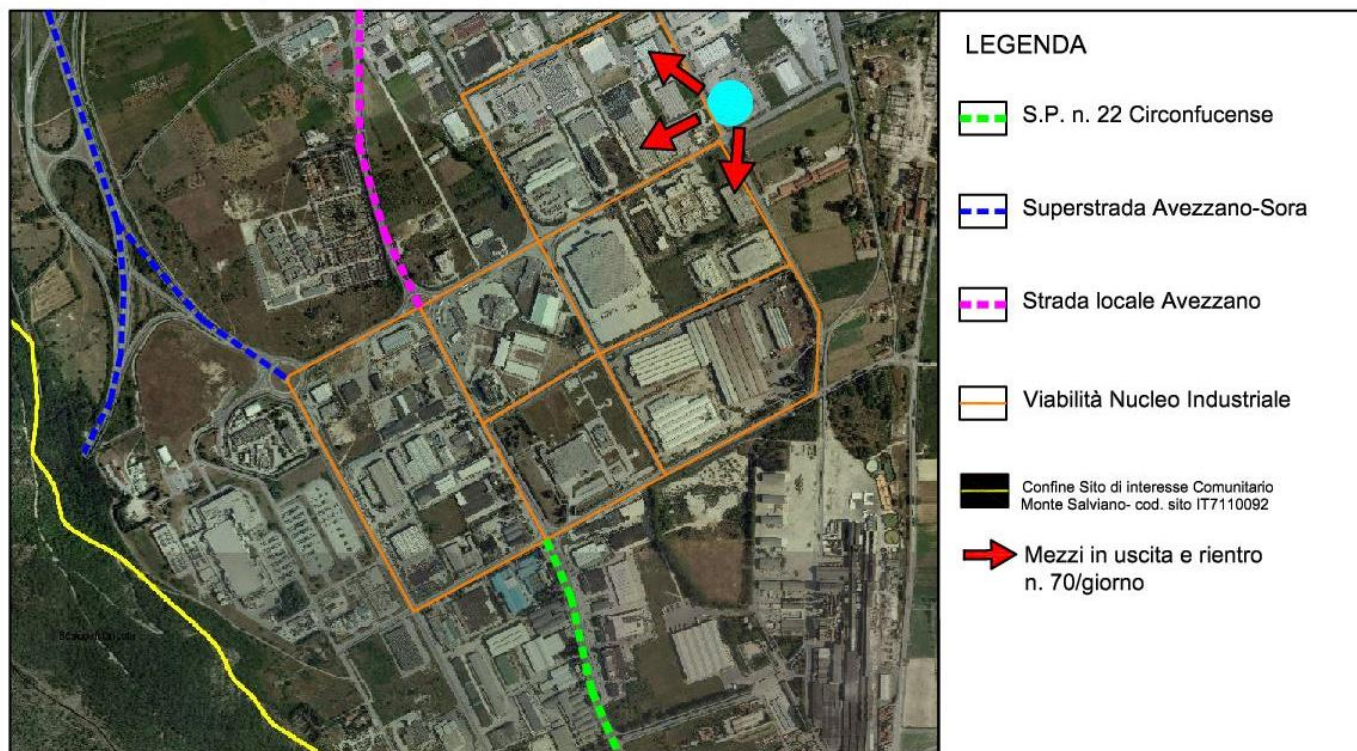 LEGENDA
S.P. n. 22 Circonfucense
Superstrada Avezzano-Sora
Strada locale Avezzano
Viabilità Nucleo Industriale
Confine Sito di interesse Comunitario
Monte Salviano- cod. sito IT7110092
Mezzi in uscita e rientro
n. 70/giorno